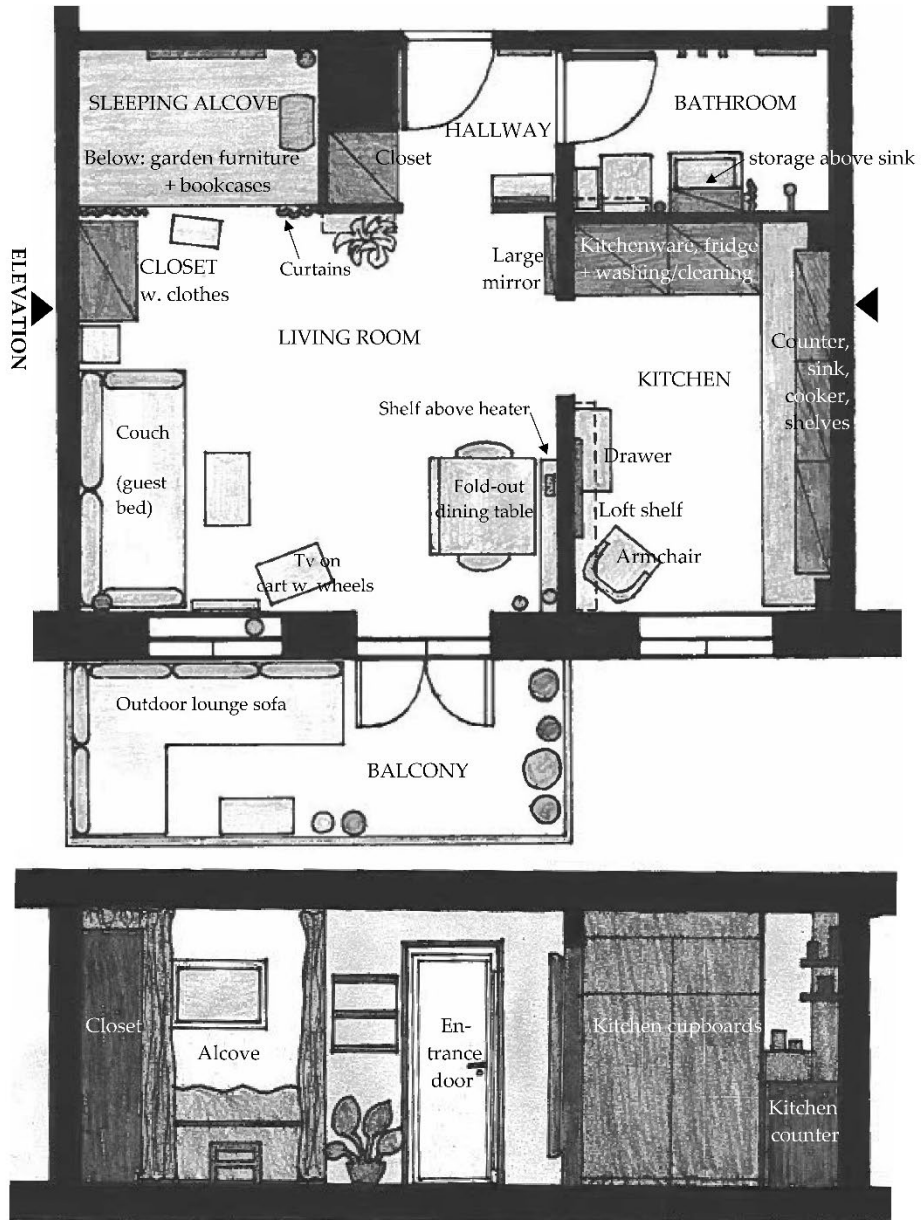 SLEEPING ALCOVE
Below: garden furniture
+ bookcases
HALLWAY
Closet
BATHROOM
storage above sink
ELEVATION
CLOSET
w. clothes
Curtains
Large
mirror
Kitchenware, fridge
+ washing/cleaning
LIVING ROOM
KITCHEN
Counter,
sink,
cooker,
shelves
Couch
(guest
bed)
Shelf above heater
Fold-out
dining table
Drawer
Loft shelf
Armchair
Tv on
cart w. wheels
Outdoor lounge sofa
BALCONY
Closet
Alcove
En-
trance
door
Kitchen cupboards
Kitchen
counter